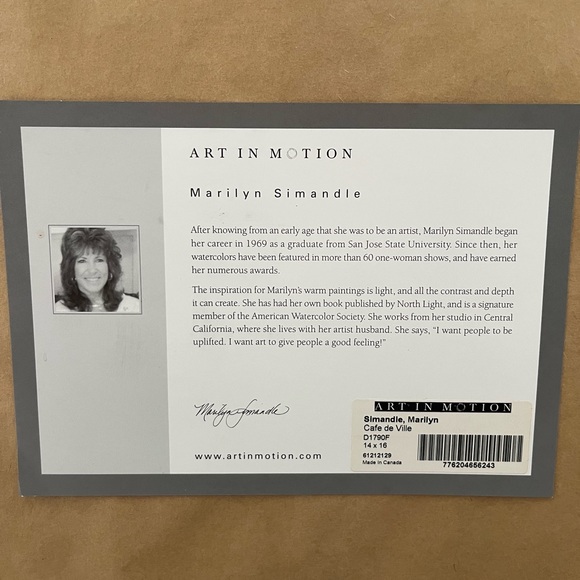 ART IN MOTION
Marilyn Simandle
After knowing from an early age that she was to be an artist, Marilyn Simandle began
her career in 1969 as a graduate from San Jose State University. Since then, her
watercolors have been featured in more than 60 one-woman shows, and have earned
her numerous awards.
The inspiration for Marilyn's warm paintings is light, and all the contrast and depth
it can create. She has had her own book published by North Light, and is a signature
member of the American Watercolor Society. She works from her studio in Central
California, where she lives with her artist husband. She says, "I want people to be
uplifted. I want art to give people a good feeling!"
Marilyn Simandle
www.artinmotion.com
ART IN MOTION
Simandle, Marilyn
Cafe de Ville
D1790F
14 x 16
61212129
Made in Canada
776204656243